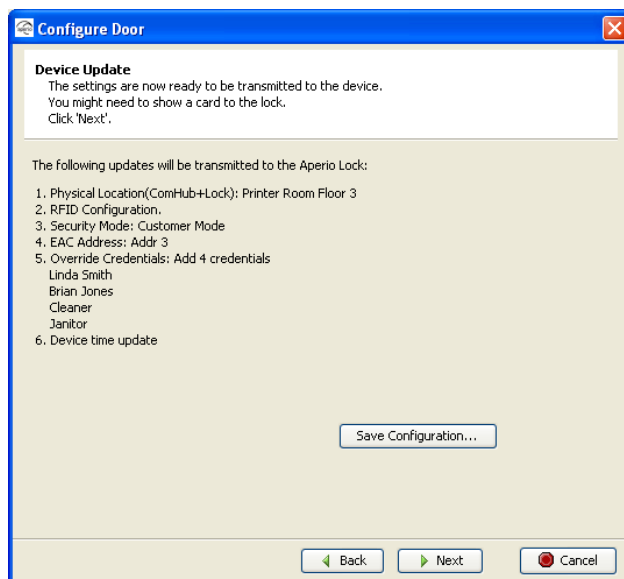 Configure Door
Device Update
The settings are now ready to be transmitted to the device.
You might need to show a card to the lock.
Click 'Next'.
The following updates will be transmitted to the Aperio Lock:
1. Physical Location(ComHub+Lock): Printer Room Floor 3
2. RFID Configuration.
3. Security Mode: Customer Mode
4. EAC Address: Addr 3
5. Override Credentials: Add 4 credentials
Linda Smith
Brian Jones
Cleaner
Janitor
6. Device time update
Save Configuration...
Back
Next
Cancel